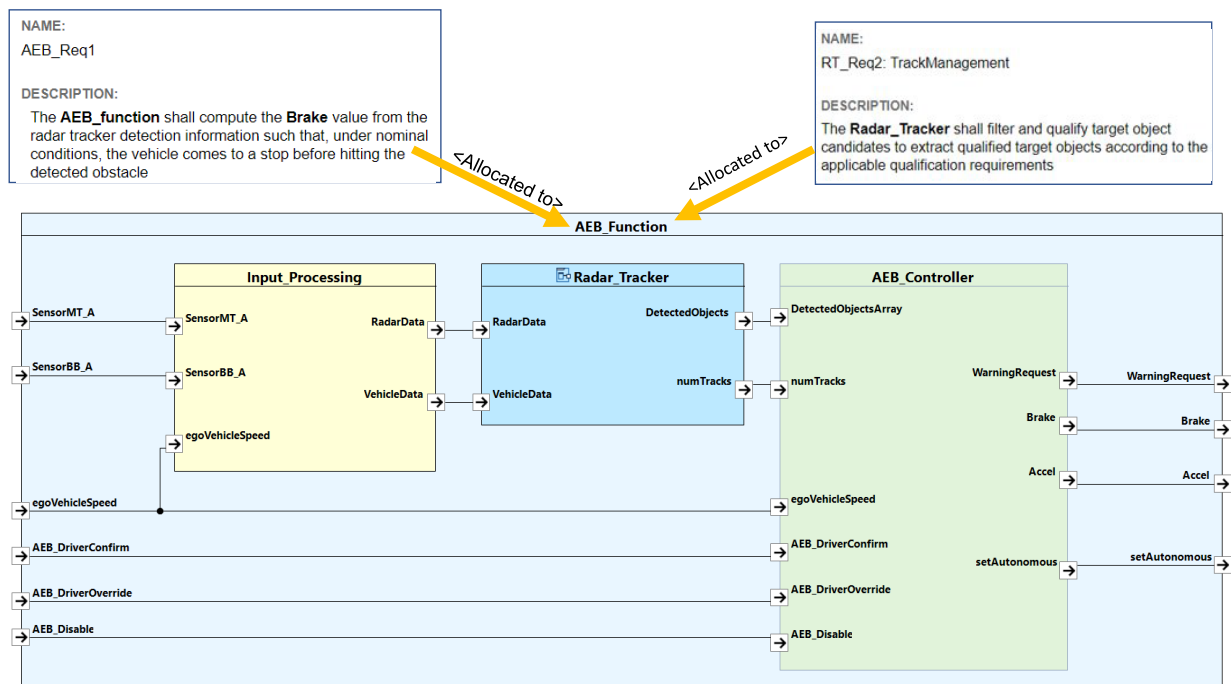 NAME:
AEB_Req1
DESCRIPTION:
The AEB_function shall compute the Brake value from the
radar tracker detection information such that, under nominal
conditions, the vehicle comes to a stop before hitting the
detected obstacle
NAME:
RT_Req2: TrackManagement
DESCRIPTION:
The Radar_Tracker shall filter and qualify target object
candidates to extract qualified target objects according to the
applicable qualification requirements
<Allocated to>
<Allocated to>
AEB_Function
Input_Processing
Radar_Tracker
AEB_Controller
SensorMT_A
SensorBB_A
egoVehicleSpeed
AEB_DriverConfirm
AEB_DriverOverride
AEB_Disable
SensorMT_A
SensorBB_A
egoVehicleSpeed
RadarData
VehicleData
RadarData
VehicleData
DetectedObjects
numTracks
DetectedObjectsArray
numTracks
egoVehicleSpeed
AEB_DriverConfirm
AEB_DriverOverride
AEB_Disable
WarningRequest
Brake
Accel
setAutonomous
WarningRequest
Brake
Accel
setAutonomous